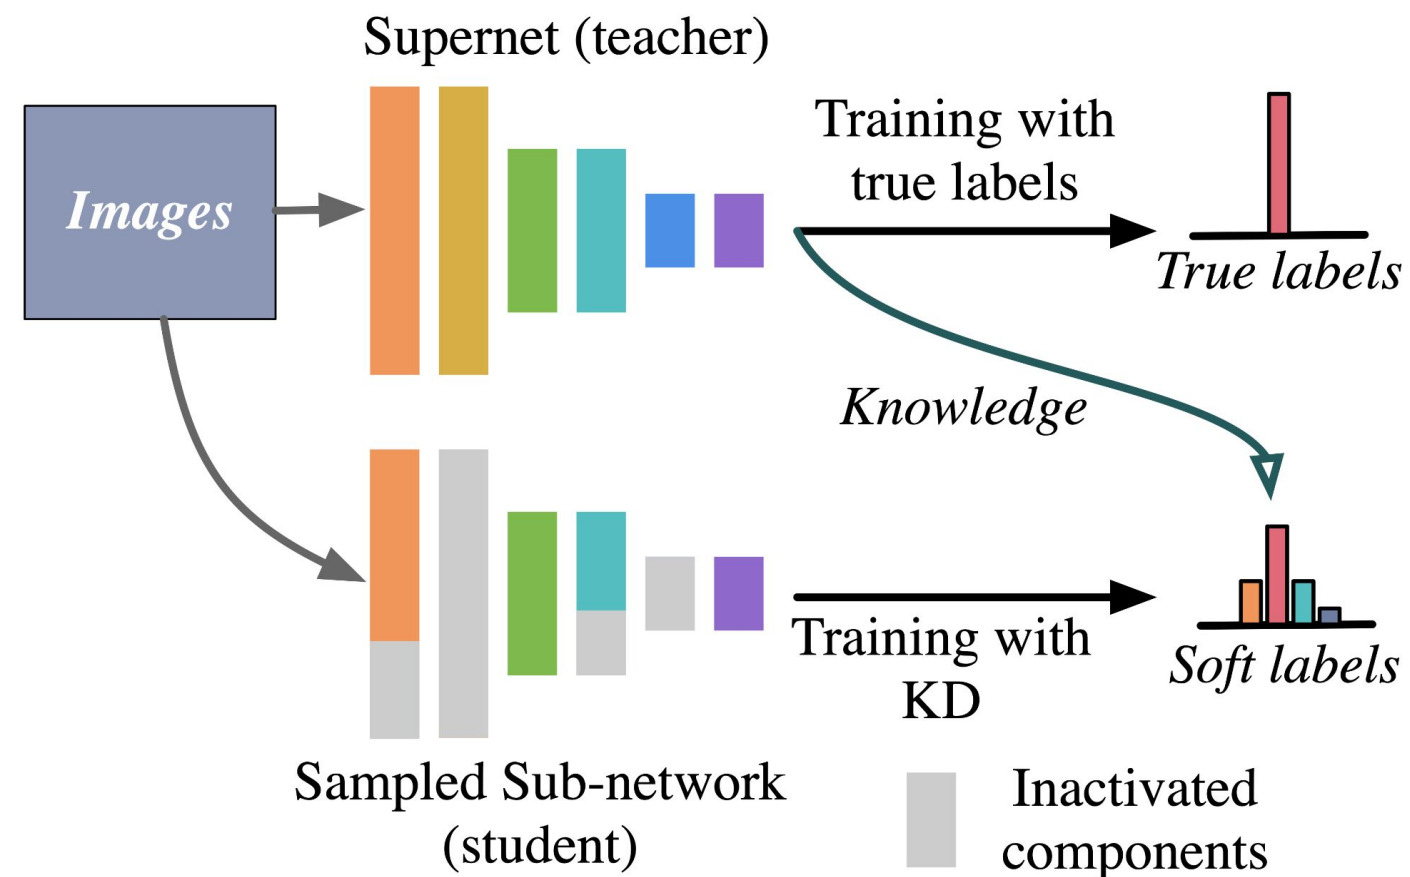 Supernet (teacher)
Images
Training with
true labels
True labels
Knowledge
Training with
KD
Soft labels
Sampled Sub-network
(student)
Inactivated
components